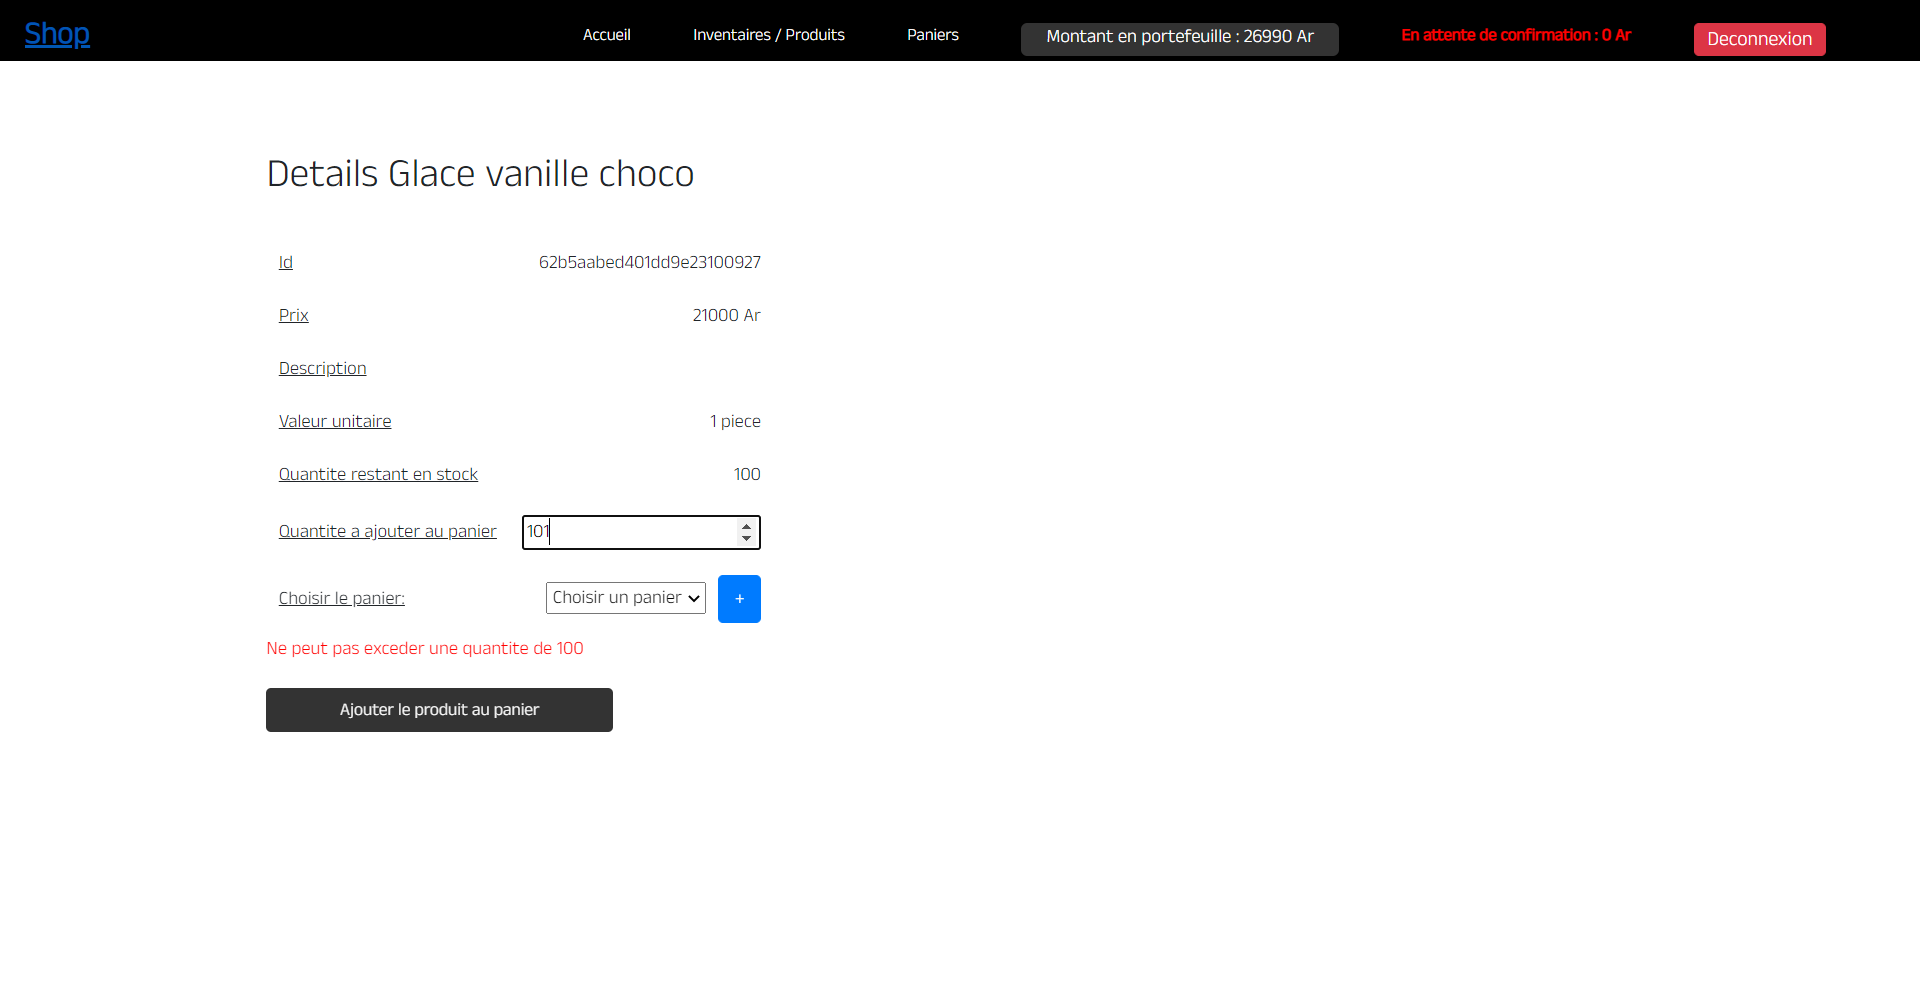 Shop Accueil Inventaires / Produits Paniers Montant en portefeuille : 26990 Ar En attente de confirmation : 0 Ar Deconnexion
Details Glace vanille choco
Id 62b5aabed401dd9e23100927
Prix 21000 Ar
Description
Valeur unitaire 1 piece
Quantite restant en stock 100
Quantite a ajouter au panier 101
Choisir le panier: Choisir un panier +
Ne peut pas exceder une quantite de 100
Ajouter le produit au panier